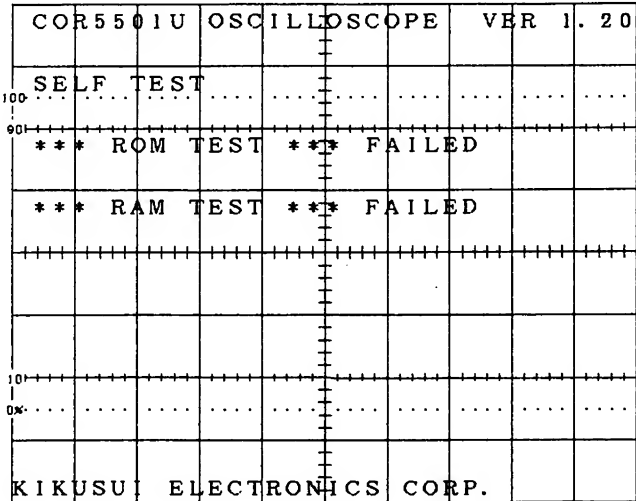 COR5501U OSCILLOSCOPE VER 1.20
SELF TEST
100
90
*** ROM TEST *** FAILED
*** RAM TEST *** FAILED
10
0%
KIKUSUI ELECTRONICS CORP.